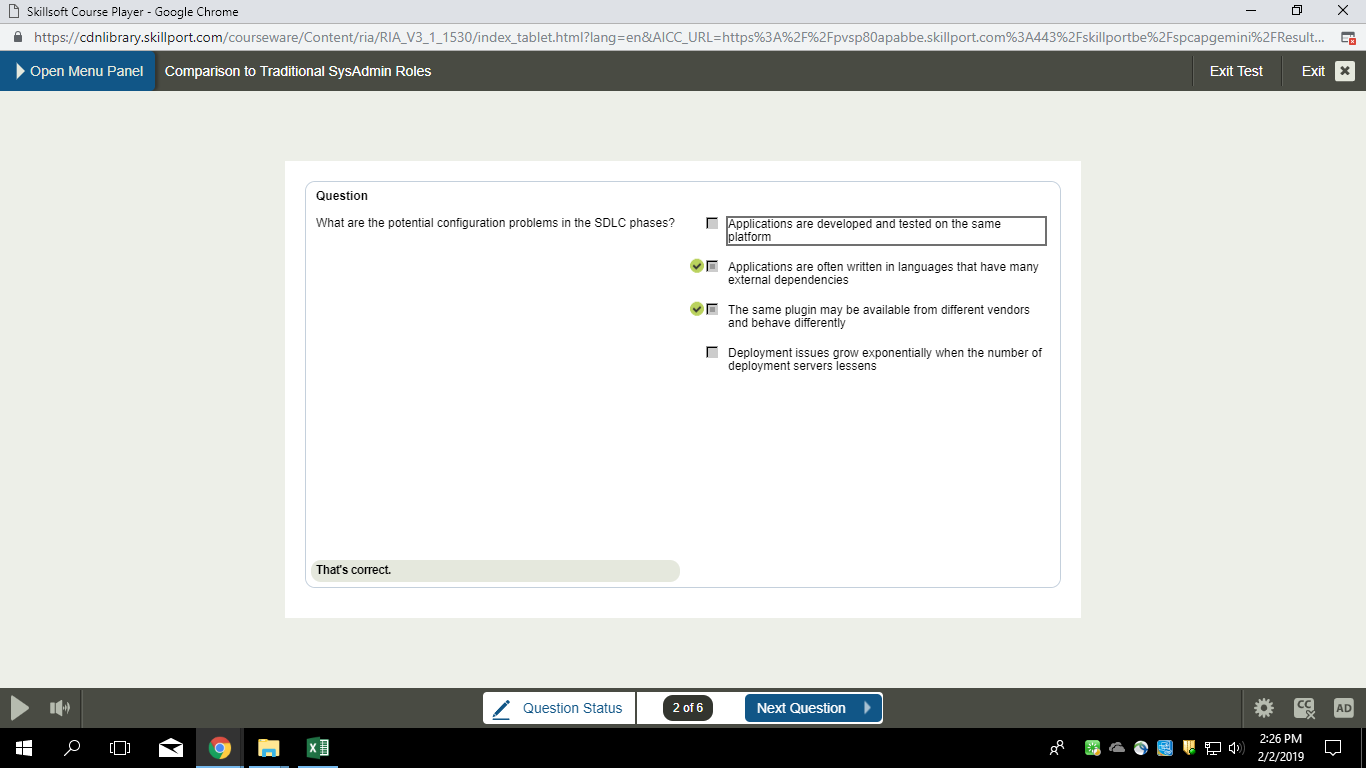 Skillsoft Course Player - Google Chrome
https://cdnlibrary.skillport.com/courseware/Content/ria/RIA_V3_1_1530/index_tablet.html?lang=en&AICC_URL=https%3A%2F%2Fpvsp80apabbe.skillport.com%3A443%2Fskillportbe%2Fspcapgemini%2FResult...
Open Menu Panel Comparison to Traditional SysAdmin Roles Exit Test Exit
Question
What are the potential configuration problems in the SDLC phases?
Applications are developed and tested on the same
platform
Applications are often written in languages that have many
external dependencies
The same plugin may be available from different vendors
and behave differently
Deployment issues grow exponentially when the number of
deployment servers lessens
That's correct.
Question Status 2 of 6 Next Question CC AD
2:26 PM
2/2/2019